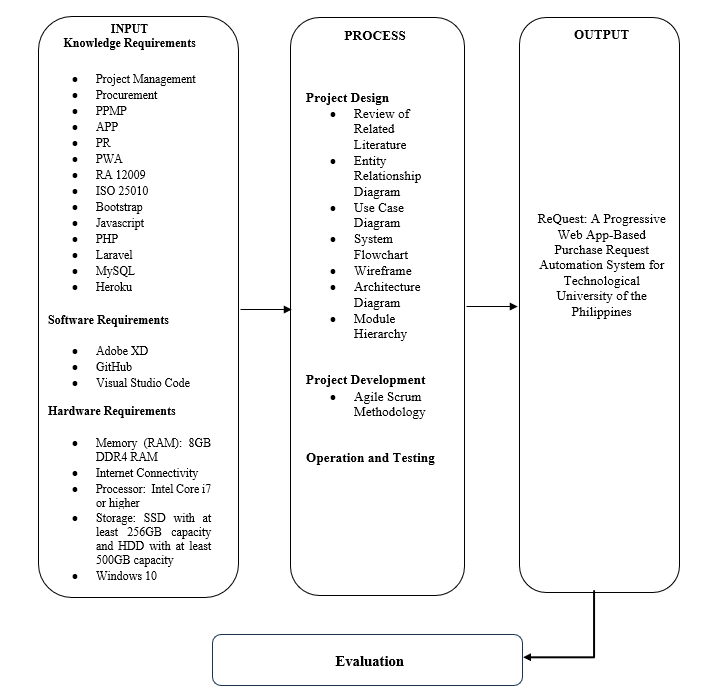 INPUT
Knowledge Requirements
Project Management
Procurement
PPMP
APP
PR
PWA
RA 12009
ISO 25010
Bootstrap
Javascript
PHP
Laravel
MySQL
Heroku
Software Requirements
Adobe XD
GitHub
Visual Studio Code
Hardware Requirements
Memory (RAM): 8GB
DDR4 RAM
Internet Connectivity
Processor: Intel Core i7
or higher
Storage: SSD with at
least 256GB capacity
and HDD with at least
500GB capacity
Windows 10
PROCESS
Project Design
Review of
Related
Literature
Entity
Relationship
Diagram
Use Case
Diagram
System
Flowchart
Wireframe
Architecture
Diagram
Module
Hierarchy
Project Development
Agile Scrum
Methodology
Operation and Testing
OUTPUT
ReQuest: A Progressive
Web App-Based
Purchase Request
Automation System for
Technological
University of the
Philippines
Evaluation